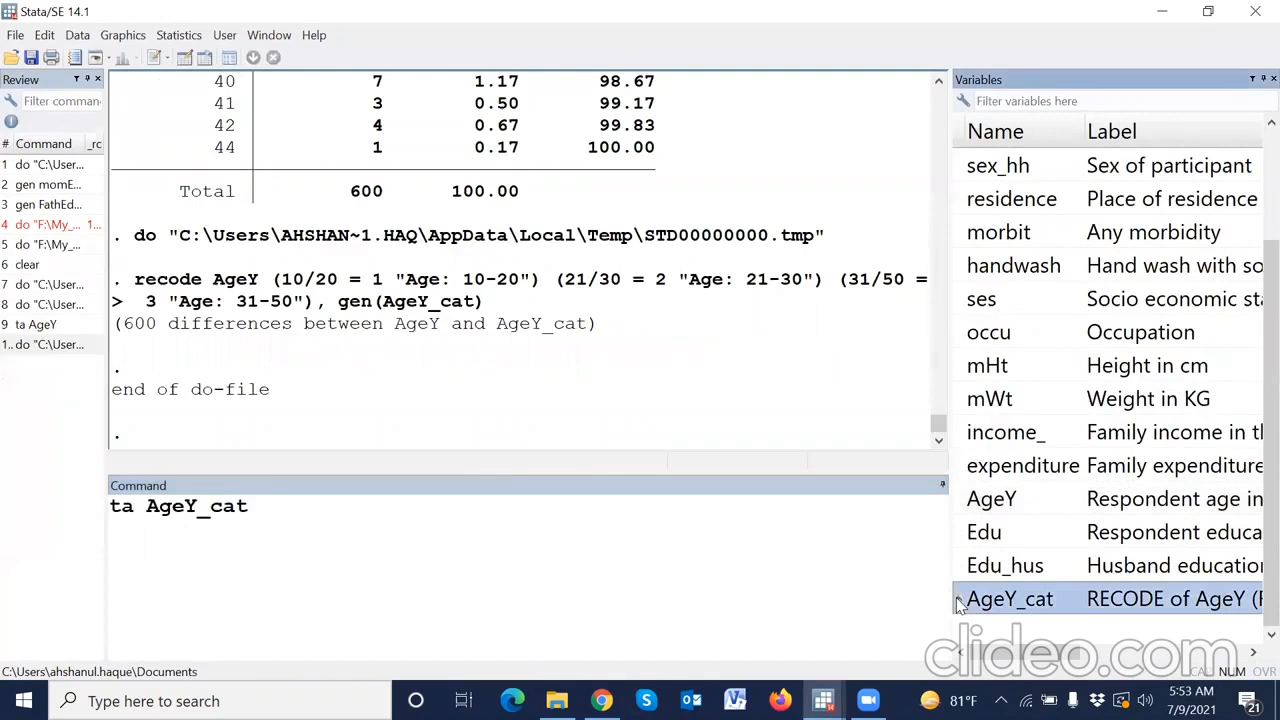 Stata/SE 14.1
File Edit Data Graphics Statistics User Window Help
Review
Filter comman
# Command _rc
1 do "C:\User...
2 gen momE...
3 gen FathEd...
4 do "F:\My_... 1...
5 do "F:\My_...
6 clear
7 do "C:\User...
8 do "C:\User...
9 ta AgeY
1.. do "C:\User...
40 7 1.17 98.67
41 3 0.50 99.17
42 4 0.67 99.83
44 1 0.17 100.00
Total 600 100.00
. do "C:\Users\AHSHAN~1.HAQ\AppData\Local\Temp\STD00000000.tmp"
. recode AgeY (10/20 = 1 "Age: 10-20") (21/30 = 2 "Age: 21-30") (31/50 =
> 3 "Age: 31-50"), gen(AgeY_cat)
(600 differences between AgeY and AgeY_cat)
.
end of do-file
.
Command
ta AgeY_cat
Variables
Filter variables here
Name Label
sex_hh Sex of participant
residence Place of residence
morbit Any morbidity
handwash Hand wash with so
ses Socio economic sta
occu Occupation
mHt Height in cm
mWt Weight in KG
income_ Family income in th
expenditure Family expenditure
AgeY Respondent age in
Edu Respondent educa
Edu_hus Husband education
AgeY_cat RECODE of AgeY (R
clideo.com
C:\Users\ahshanul.haque\Documents
CAP NUM OVR
Type here to search
81°F
5:53 AM
7/9/2021
21